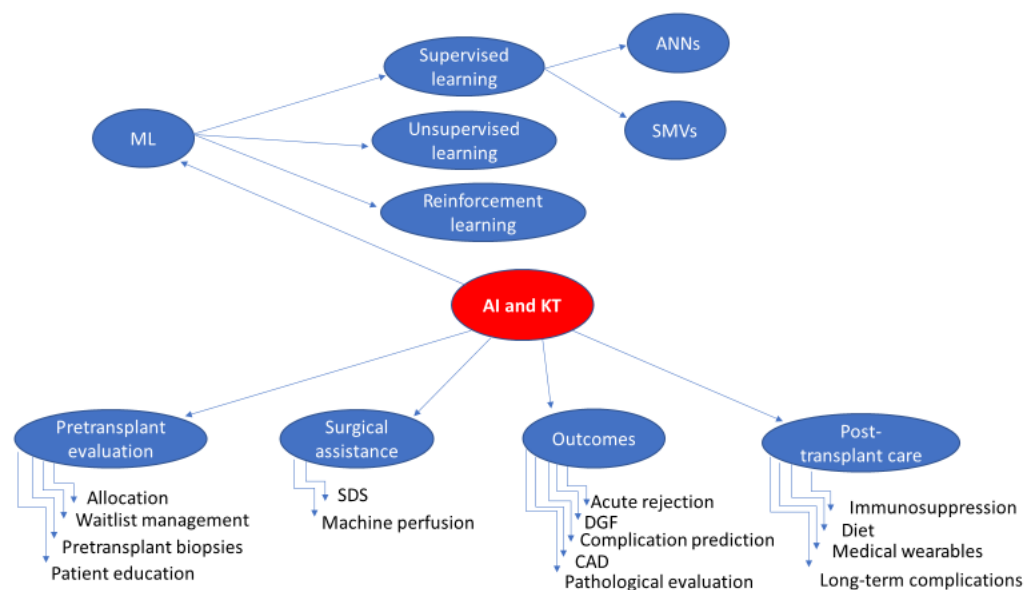 ANNs
Supervised
learning
SMVs
ML
Unsupervised
learning
Reinforcement
learning
AI and KT
Pretransplant
evaluation
Allocation
Waitlist management
Pretransplant biopsies
Patient education
Surgical
assistance
SDS
Machine perfusion
Outcomes
Acute rejection
DGF
Complication prediction
CAD
Pathological evaluation
Post-
transplant care
Immunosuppression
Diet
Medical wearables
Long-term complications